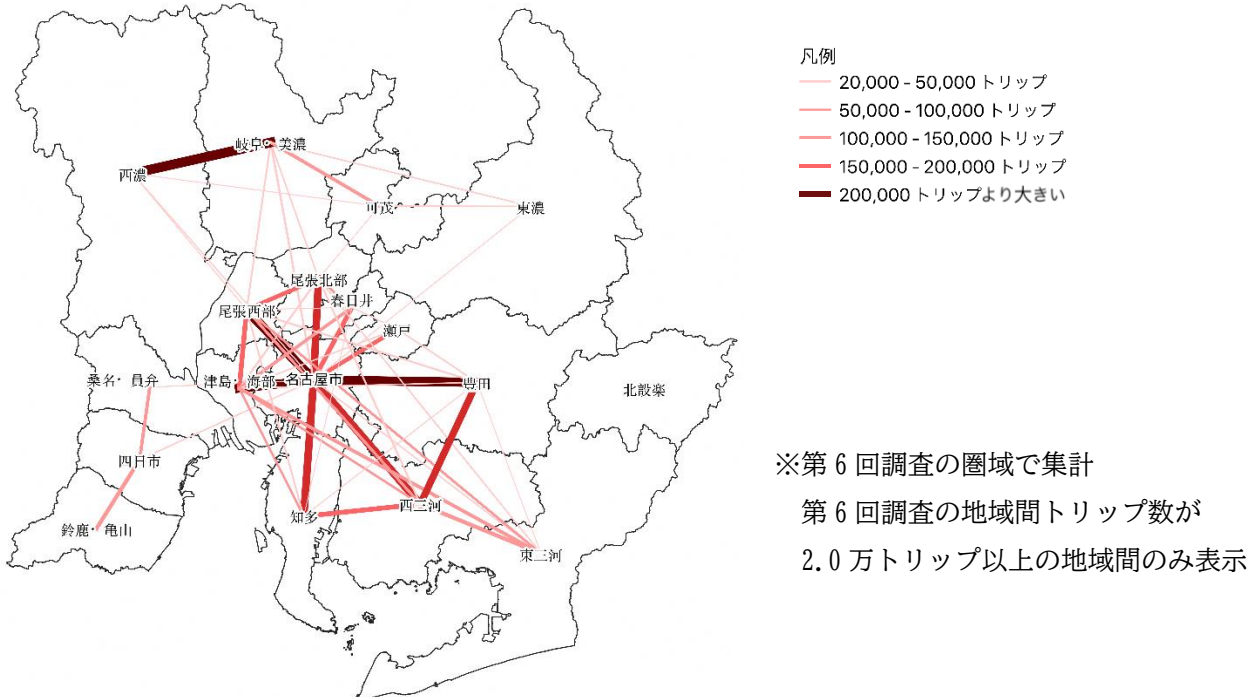 凡例
20,000 - 50,000 トリップ
50,000 - 100,000 トリップ
100,000 - 150,000 トリップ
150,000 - 200,000 トリップ
200,000 トリップより大きい
岐阜・美濃
西濃
可茂
東濃
尾張北部
春日井
尾張西部
瀬戸
桑名・員弁
津島・海部
名古屋市
豊田
北設楽
四日市
知多
西三河
鈴鹿・亀山
東三河
※第6回調査の圏域で集計
第6回調査の地域間トリップ数が
2.0万トリップ以上の地域間のみ表示